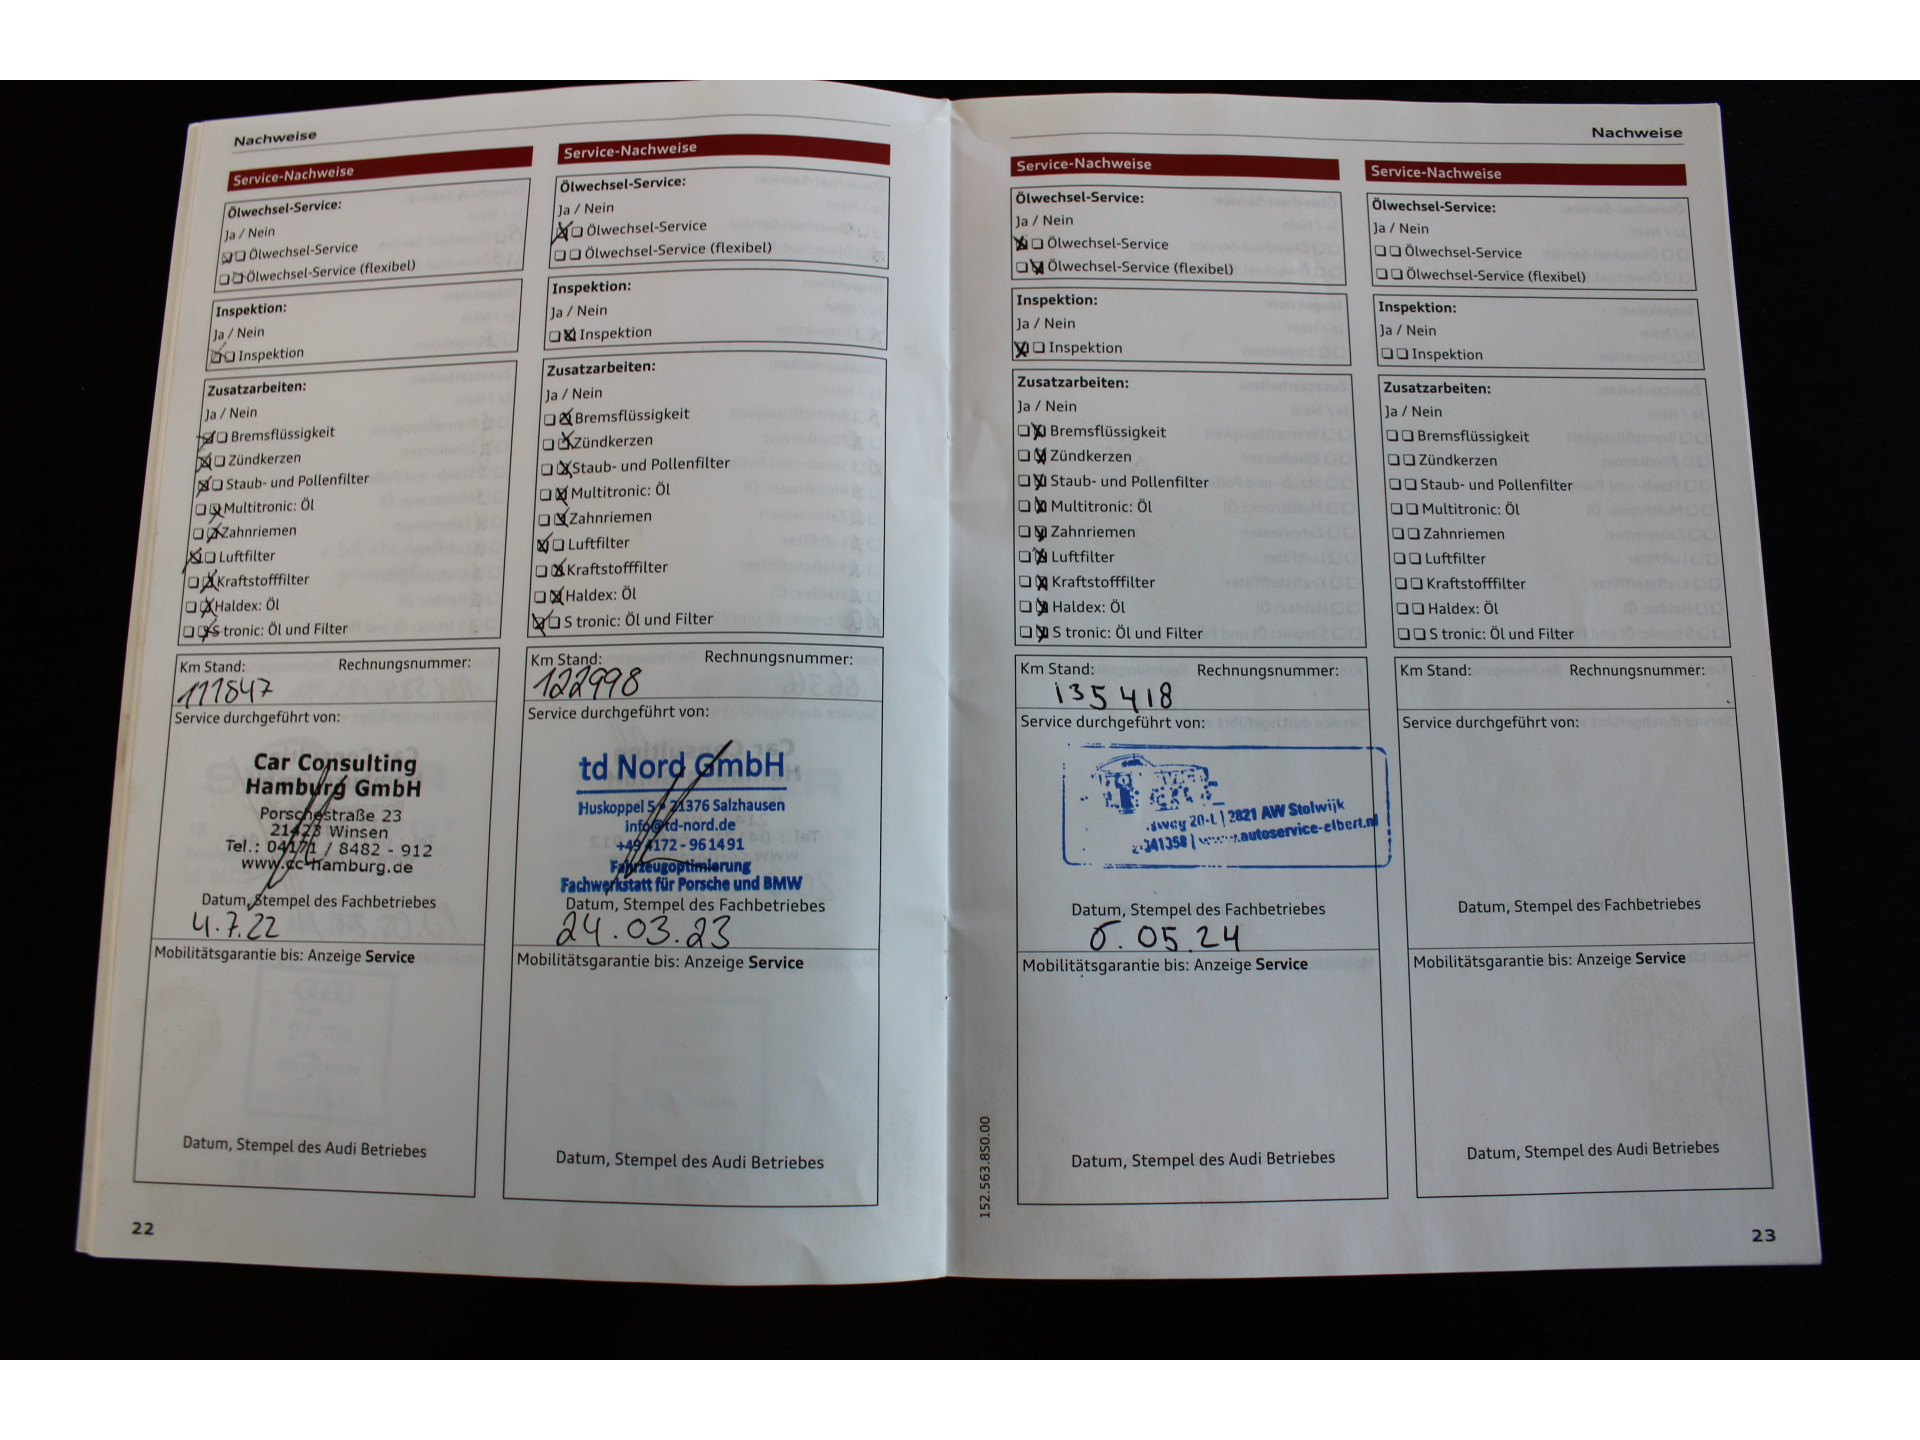 Nachweise
Service-Nachweise
Ölwechsel-Service:
Ja / Nein
Ölwechsel-Service
Ölwechsel-Service (flexibel)
Inspektion:
Ja / Nein
Inspektion
Zusatzarbeiten:
Ja / Nein
Bremsflüssigkeit
Zündkerzen
Staub- und Pollenfilter
Multitronic: Öl
Zahnriemen
Luftfilter
Kraftstofffilter
Haldex: Öl
S tronic: Öl und Filter
Km Stand: Rechnungsnummer:
111847
Service durchgeführt von:
Car Consulting
Hamburg GmbH
Porschestraße 23
21423 Winsen
Tel.: 04171 / 8482 - 912
www.cc-hamburg.de
Datum, Stempel des Fachbetriebes
4.7.22
Mobilitätsgarantie bis: Anzeige Service
Datum, Stempel des Audi Betriebes
22
Service-Nachweise
Ölwechsel-Service:
Ja / Nein
Ölwechsel-Service
Ölwechsel-Service (flexibel)
Inspektion:
Ja / Nein
Inspektion
Zusatzarbeiten:
Ja / Nein
Bremsflüssigkeit
Zündkerzen
Staub- und Pollenfilter
Multitronic: Öl
Zahnriemen
Luftfilter
Kraftstofffilter
Haldex: Öl
S tronic: Öl und Filter
Km Stand: Rechnungsnummer:
122998
Service durchgeführt von:
td Nord GmbH
Huskoppel 5 • 21376 Salzhausen
info@td-nord.de
+49 4172 - 961491
Fahrzeugoptimierung
Fachwerkstatt für Porsche und BMW
Datum, Stempel des Fachbetriebes
24.03.23
Mobilitätsgarantie bis: Anzeige Service
Datum, Stempel des Audi Betriebes
Nachweise
Service-Nachweise
Ölwechsel-Service:
Ja / Nein
Ölwechsel-Service
Ölwechsel-Service (flexibel)
Inspektion:
Ja / Nein
Inspektion
Zusatzarbeiten:
Ja / Nein
Bremsflüssigkeit
Zündkerzen
Staub- und Pollenfilter
Multitronic: Öl
Zahnriemen
Luftfilter
Kraftstofffilter
Haldex: Öl
S tronic: Öl und Filter
Km Stand: Rechnungsnummer:
135418
Service durchgeführt von:
20-L | 2821 AW Stolwijk
341358 | www.autoservice-elbert.nl
Datum, Stempel des Fachbetriebes
05.24
Mobilitätsgarantie bis: Anzeige Service
Datum, Stempel des Audi Betriebes
152.563.850.00
Service-Nachweise
Ölwechsel-Service:
Ja / Nein
Ölwechsel-Service
Ölwechsel-Service (flexibel)
Inspektion:
Ja / Nein
Inspektion
Zusatzarbeiten:
Ja / Nein
Bremsflüssigkeit
Zündkerzen
Staub- und Pollenfilter
Multitronic: Öl
Zahnriemen
Luftfilter
Kraftstofffilter
Haldex: Öl
S tronic: Öl und Filter
Km Stand: Rechnungsnummer:
Service durchgeführt von:
Datum, Stempel des Fachbetriebes
Mobilitätsgarantie bis: Anzeige Service
Datum, Stempel des Audi Betriebes
23